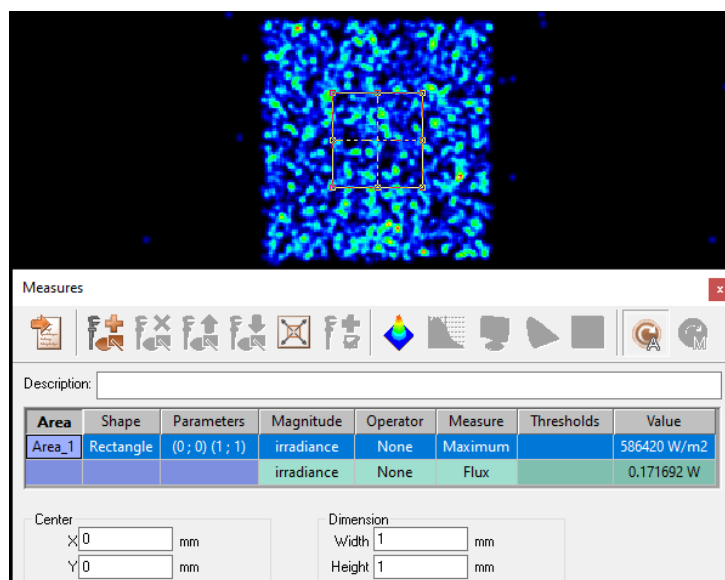 Measures
x
A
M
Description:
Area Shape Parameters Magnitude Operator Measure Thresholds Value
Area_1 Rectangle (0 ; 0) (1 ; 1) irradiance None Maximum 586420 W/m2
irradiance None Flux 0.171692 W
Center Dimension
X 0 mm Width 1 mm
Y 0 mm Height 1 mm